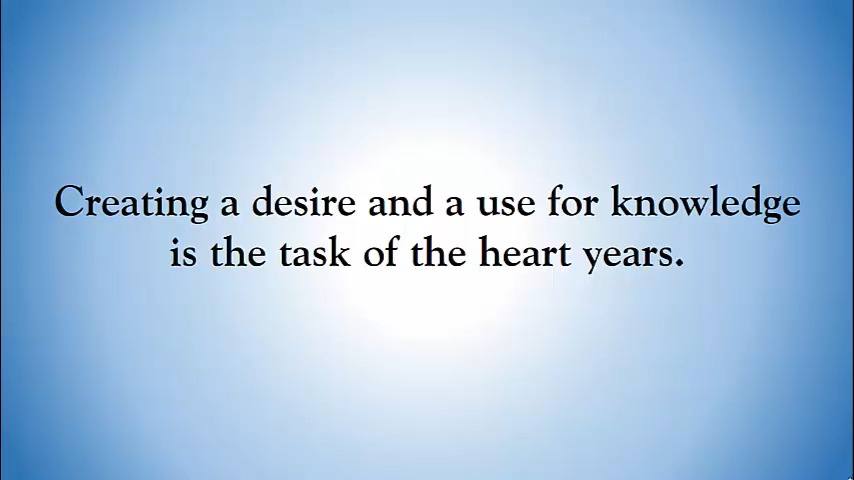 Creating a desire and a use for knowledge
is the task of the heart years.